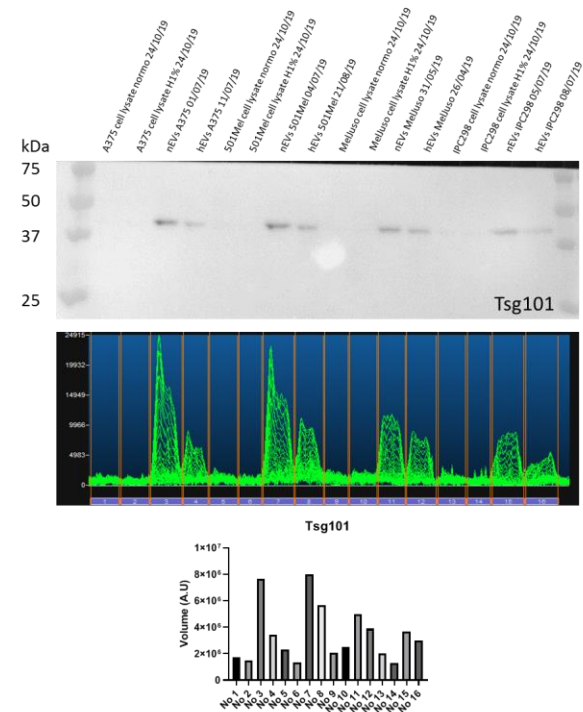 A375 cell lysate normo 24/10/19
A375 cell lysate H1% 24/10/19
nEVs A375 01/07/19
hEVs A375 11/07/19
501Mel cell lysate normo 24/10/19
501Mel cell lysate H1% 24/10/19
nEVs 501Mel 04/07/19
hEVs 501Mel 21/08/19
Melluso cell lysate normo 24/10/19
Melluso cell lysate H1% 24/10/19
nEVs Melluso 31/05/19
hEVs Melluso 26/04/19
IPC298 cell lysate normo 24/10/19
IPC298 cell lysate H1% 24/10/19
nEVs IPC298 05/07/19
hEVs IPC298 08/07/19
kDa
75
50
37
25
Tsg101
24915
19932
14949
9966
4983
0
1 2 3 4 5 6 7 8 9 10 11 12 13 14 15 16
Tsg101
Volume (A.U)
1×10⁷
8×10⁶
6×10⁶
4×10⁶
2×10⁶
0
No 1 No 2 No 3 No 4 No 5 No 6 No 7 No 8 No 9 No 10 No 11 No 12 No 13 No 14 No 15 No 16